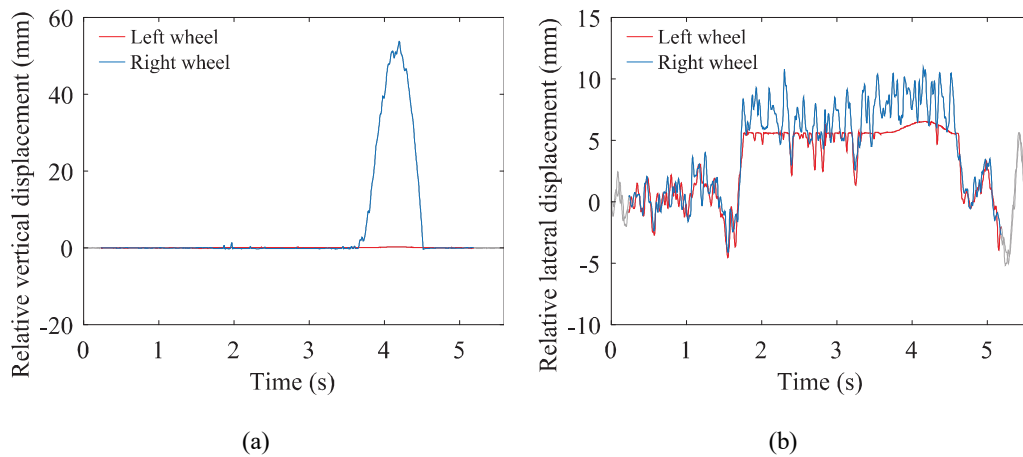 Relative vertical displacement (mm)
60
40
20
0
-20
Left wheel
Right wheel
0 1 2 3 4 5
Time (s)
(a)
Relative lateral displacement (mm)
15
10
5
0
-5
-10
Left wheel
Right wheel
0 1 2 3 4 5
Time (s)
(b)